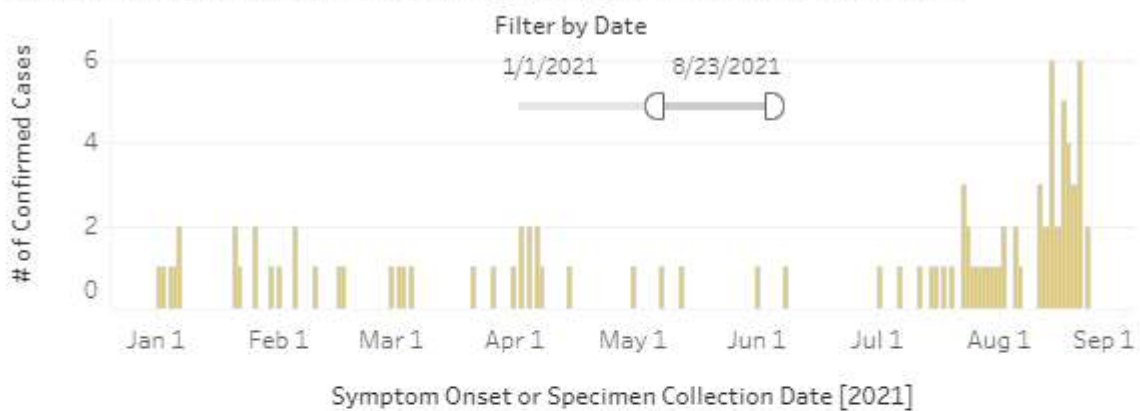 Filter by Date
1/1/2021 8/23/2021
# of Confirmed Cases
6
4
2
0
Jan 1 Feb 1 Mar 1 Apr 1 May 1 Jun 1 Jul 1 Aug 1 Sep 1
Symptom Onset or Specimen Collection Date [2021]